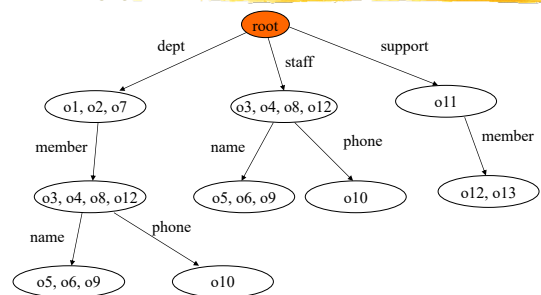 root
dept
staff
support
o1, o2, o7
o3, o4, o8, o12
o11
member
name
phone
member
o3, o4, o8, o12
o5, o6, o9
o10
o12, o13
name
phone
o5, o6, o9
o10